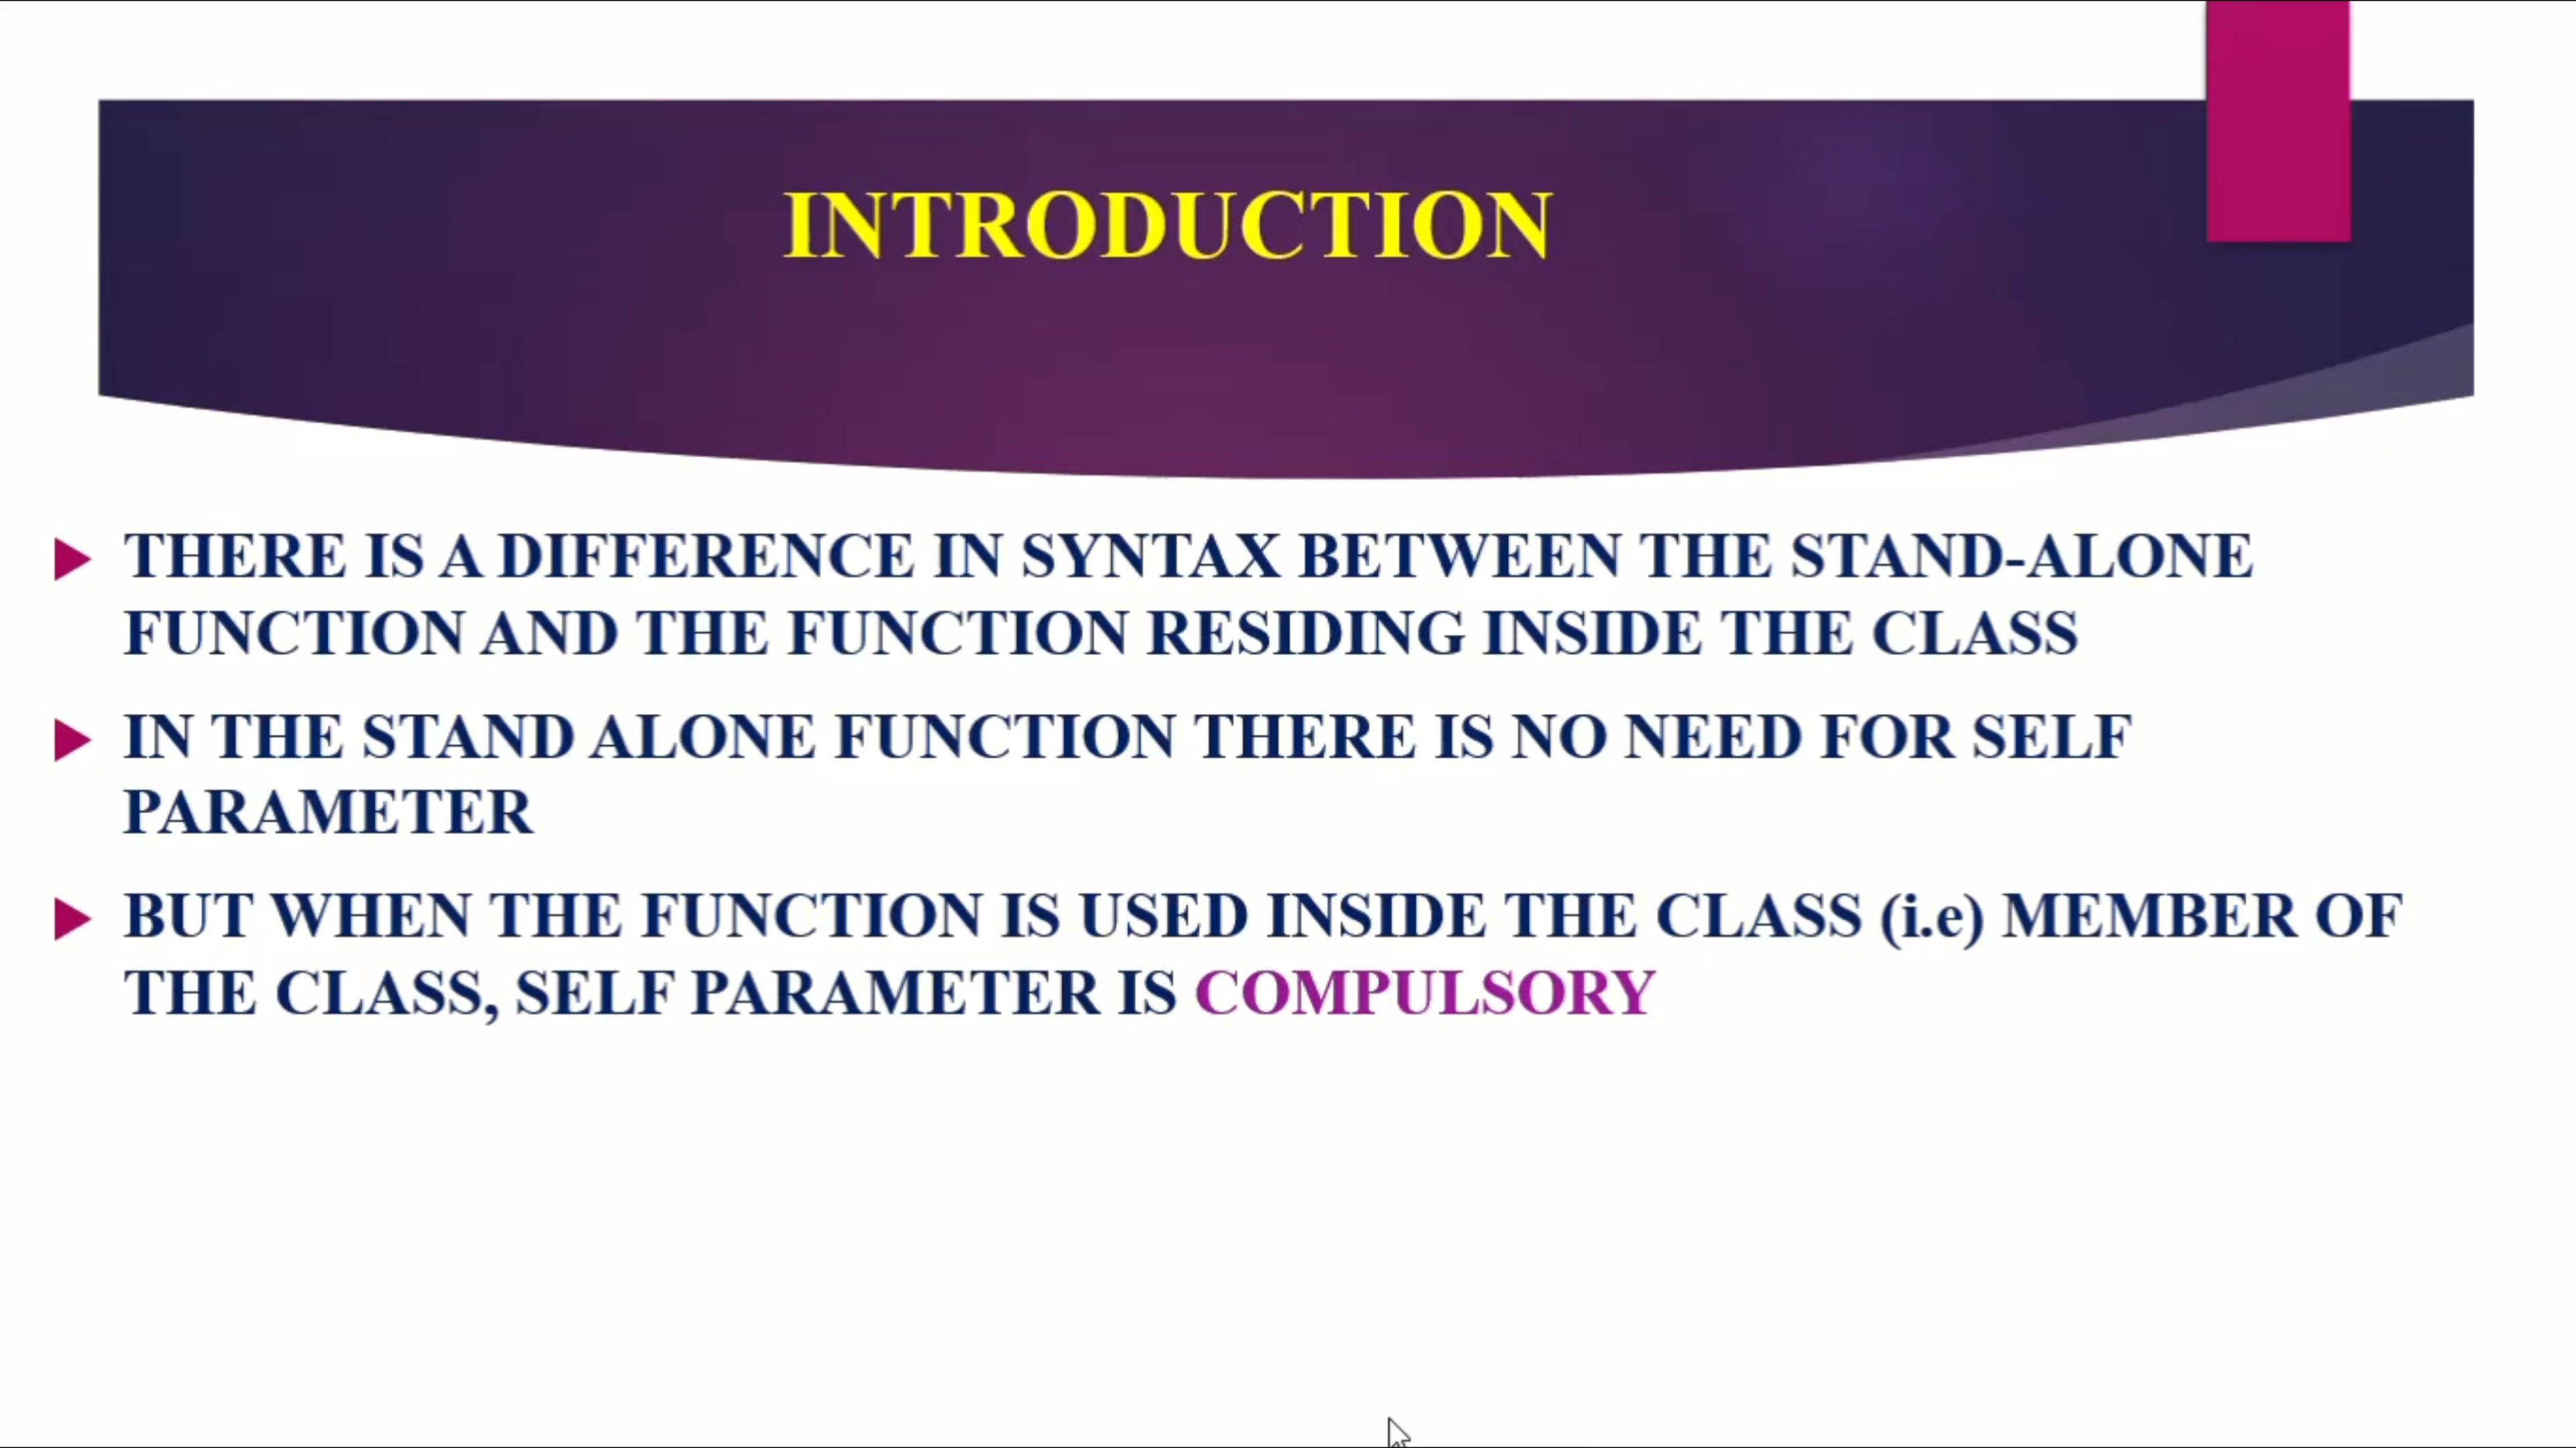 INTRODUCTION
THERE IS A DIFFERENCE IN SYNTAX BETWEEN THE STAND-ALONE
FUNCTION AND THE FUNCTION RESIDING INSIDE THE CLASS
IN THE STAND ALONE FUNCTION THERE IS NO NEED FOR SELF
PARAMETER
BUT WHEN THE FUNCTION IS USED INSIDE THE CLASS (i.e) MEMBER OF
THE CLASS, SELF PARAMETER IS COMPULSORY